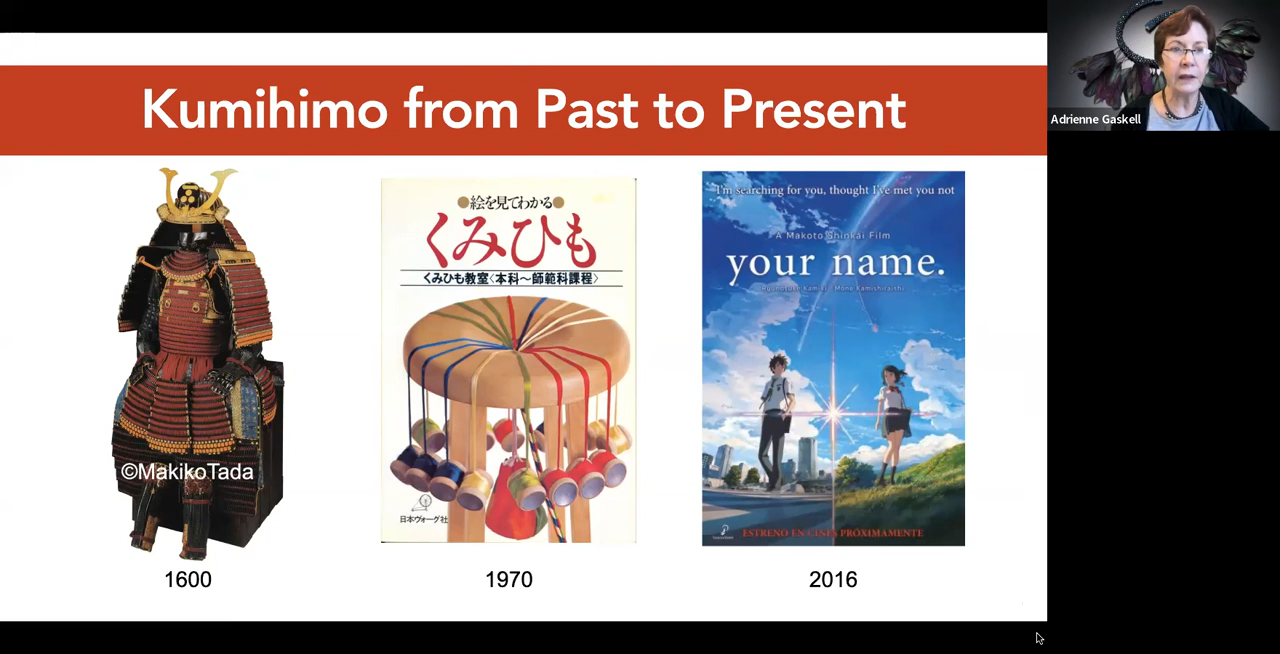 Kumihimo from Past to Present
Adrienne Gaskell
©MakikoTada
1600
絵を見てわかる
くみひも
くみひも教室〈本科〜師範科課程〉
日本ヴォーグ社
1970
I'm searching for you, thought I've met you not
A Makoto Shinkai Film
your name.
ESTRENO EN CINES PRÓXIMAMENTE
2016